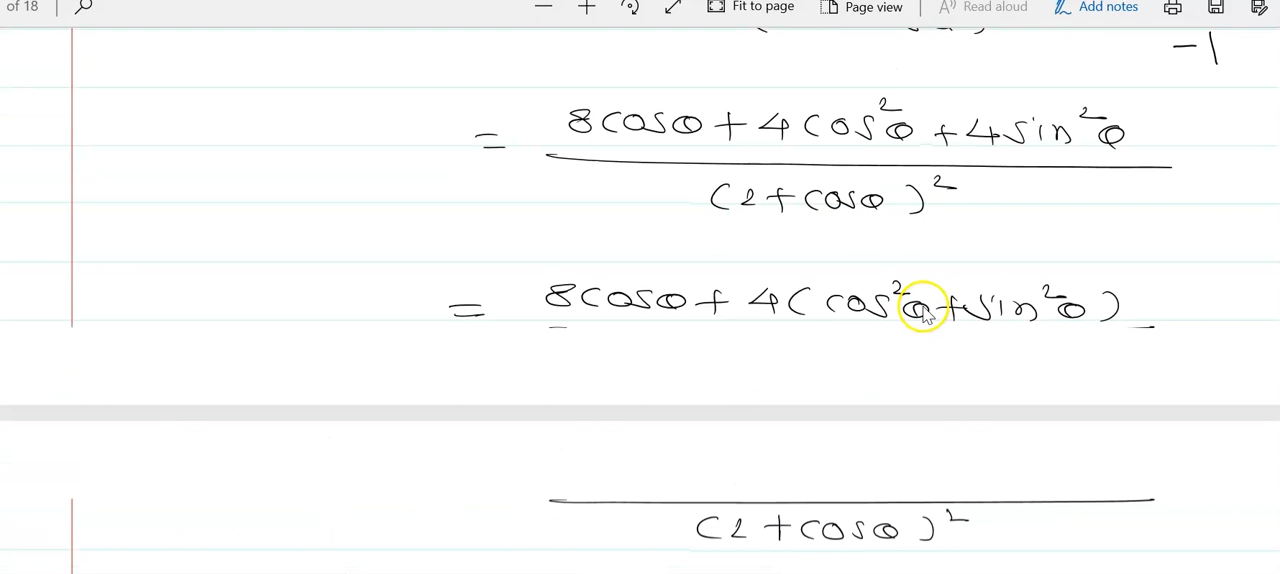 of 18 Fit to page Page view Read aloud Add notes
-1
= 8cosθ + 4cos²θ + 4sin²θ
(2+cosθ)²
= 8cosθ + 4(cos²θ + sin²θ)
(2+cosθ)²